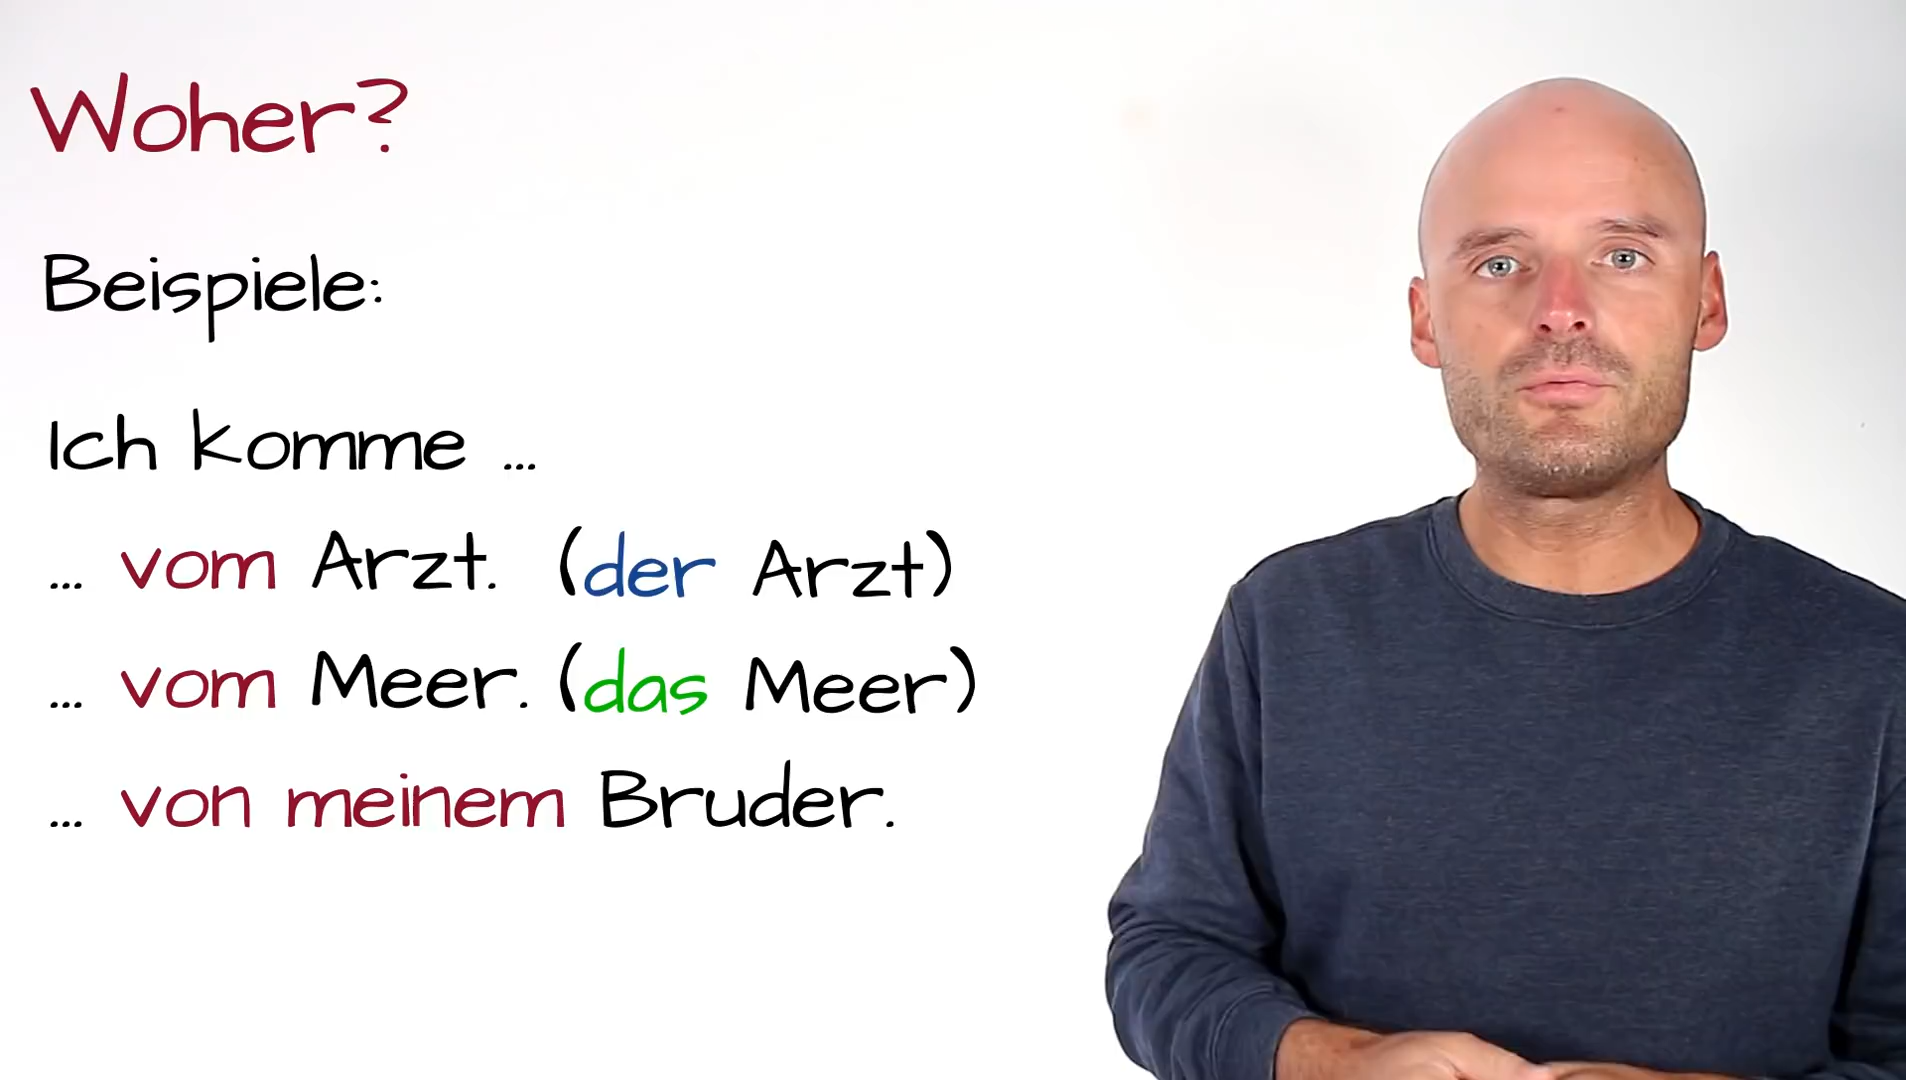 Woher?
Beispiele:
Ich komme ...
... vom Arzt. (der Arzt)
... vom Meer. (das Meer)
... von meinem Bruder.